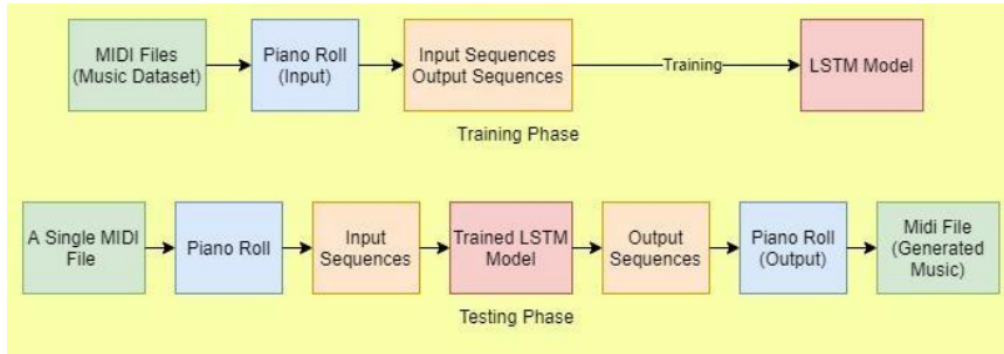 MIDI Files
(Music Dataset)
Piano Roll
(Input)
Input Sequences
Output Sequences
Training
LSTM Model
Training Phase
A Single MIDI
File
Piano Roll
Input
Sequences
Trained LSTM
Model
Output
Sequences
Piano Roll
(Output)
Midi File
(Generated
Music)
Testing Phase